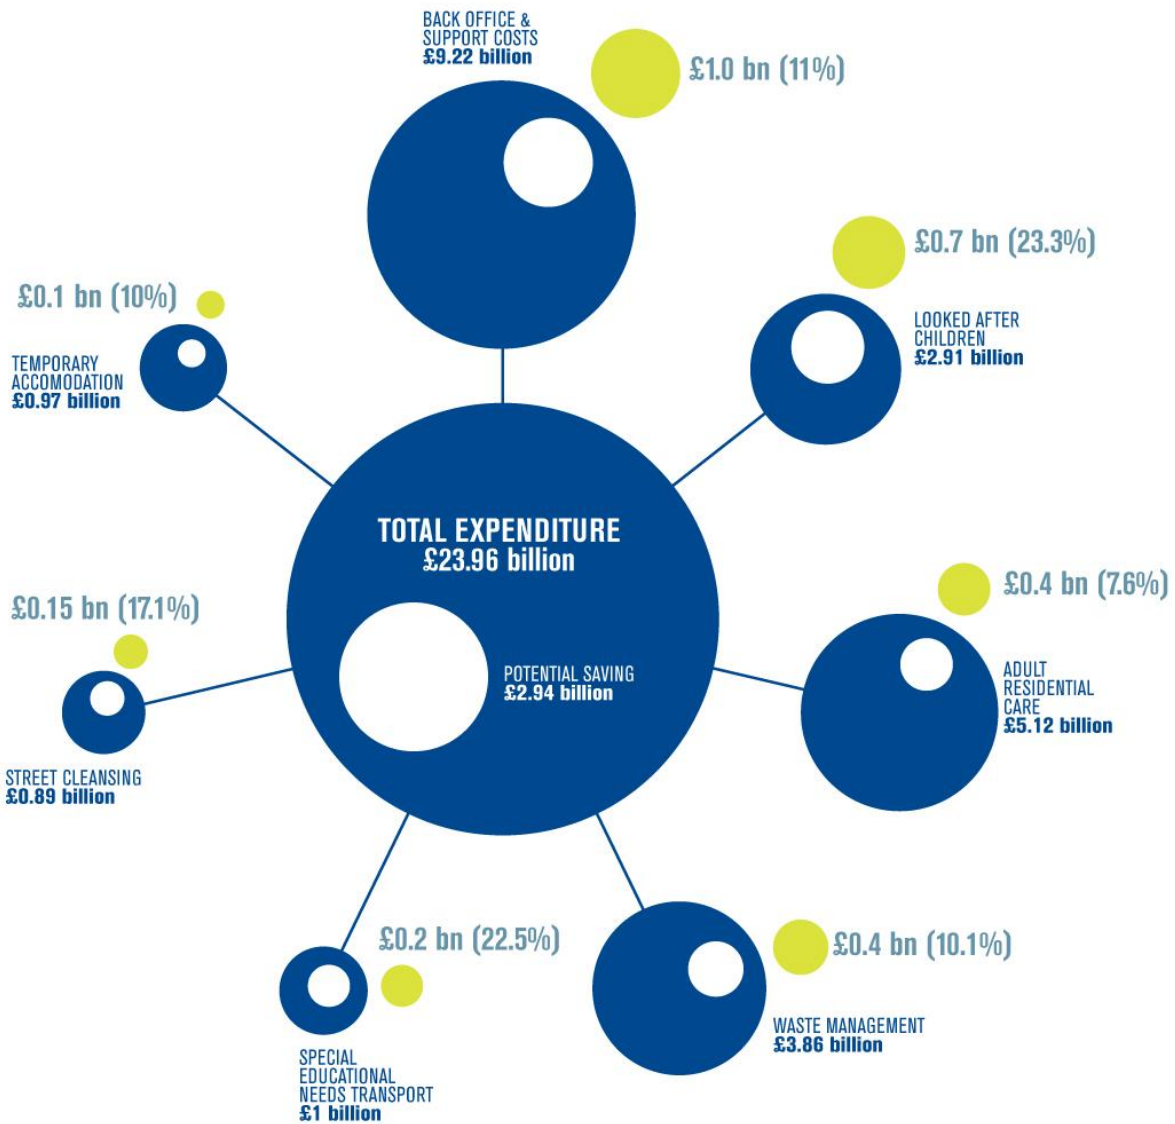 BACK OFFICE &
SUPPORT COSTS
£9.22 billion
£1.0 bn (11%)
£0.7 bn (23.3%)
LOOKED AFTER
CHILDREN
£2.91 billion
£0.1 bn (10%)
TEMPORARY
ACCOMODATION
£0.97 billion
TOTAL EXPENDITURE
£23.96 billion
POTENTIAL SAVING
£2.94 billion
£0.4 bn (7.6%)
ADULT
RESIDENTIAL
CARE
£5.12 billion
£0.15 bn (17.1%)
STREET CLEANSING
£0.89 billion
£0.2 bn (22.5%)
SPECIAL
EDUCATIONAL
NEEDS TRANSPORT
£1 billion
£0.4 bn (10.1%)
WASTE MANAGEMENT
£3.86 billion